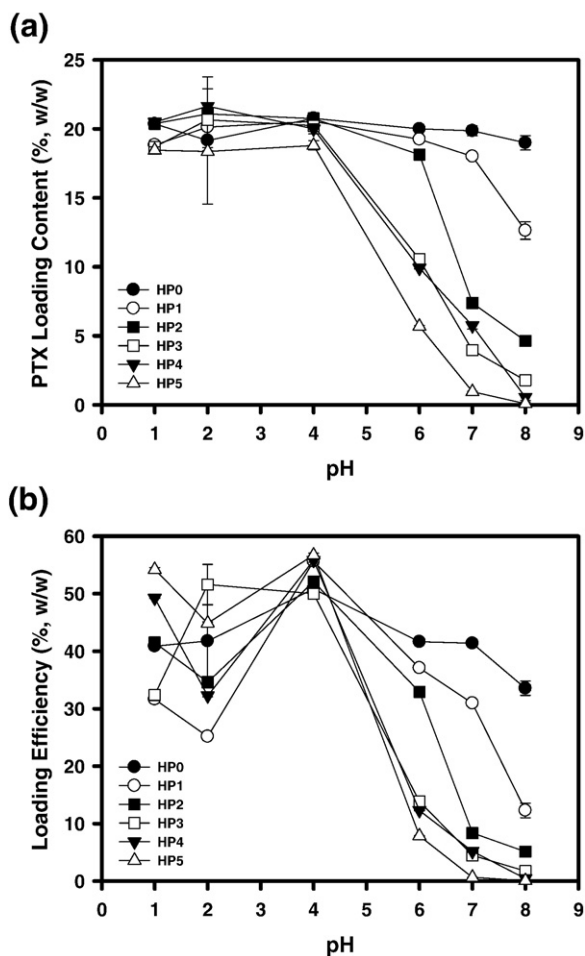 (a)
PTX Loading Content (%, w/w)
25
20
15
10
5
0
HP0
HP1
HP2
HP3
HP4
HP5
0 1 2 3 4 5 6 7 8 9
pH
(b)
Loading Efficiency (%, w/w)
60
50
40
30
20
10
0
HP0
HP1
HP2
HP3
HP4
HP5
0 1 2 3 4 5 6 7 8 9
pH